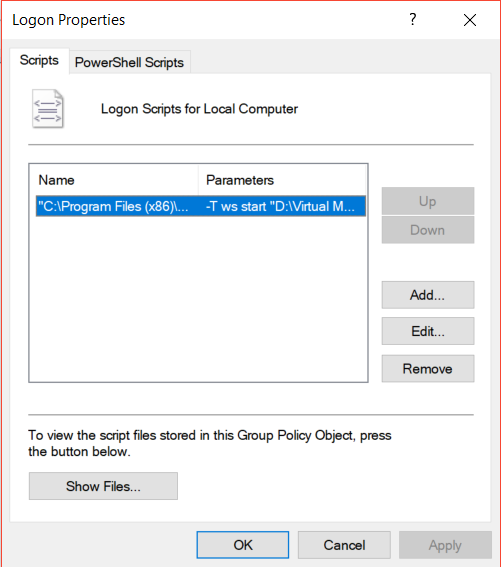 Logon Properties
Scripts
PowerShell Scripts
Logon Scripts for Local Computer
Name Parameters
"C:\Program Files (x86)\... -T ws start "D:\Virtual M...
Up
Down
Add...
Edit...
Remove
To view the script files stored in this Group Policy Object, press
the button below.
Show Files...
OK Cancel Apply